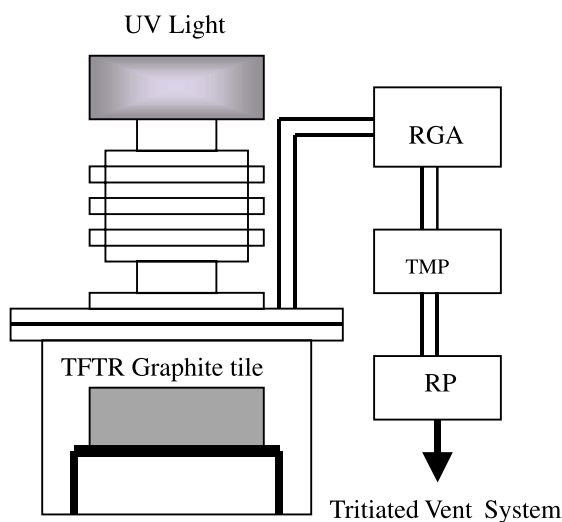 UV Light
RGA
TMP
TFTR Graphite tile
RP
Tritiated Vent System